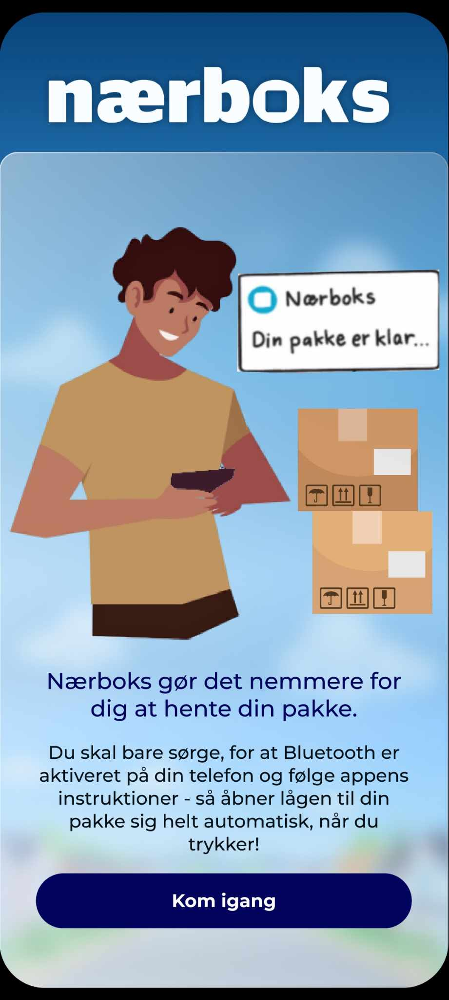 nærboks
Nærboks
Din pakke er klar...
Nærboks gør det nemmere for
dig at hente din pakke.
Du skal bare sørge, for at Bluetooth er
aktiveret på din telefon og følge appens
instruktioner - så åbner lågen til din
pakke sig helt automatisk, når du
trykker!
Kom igang